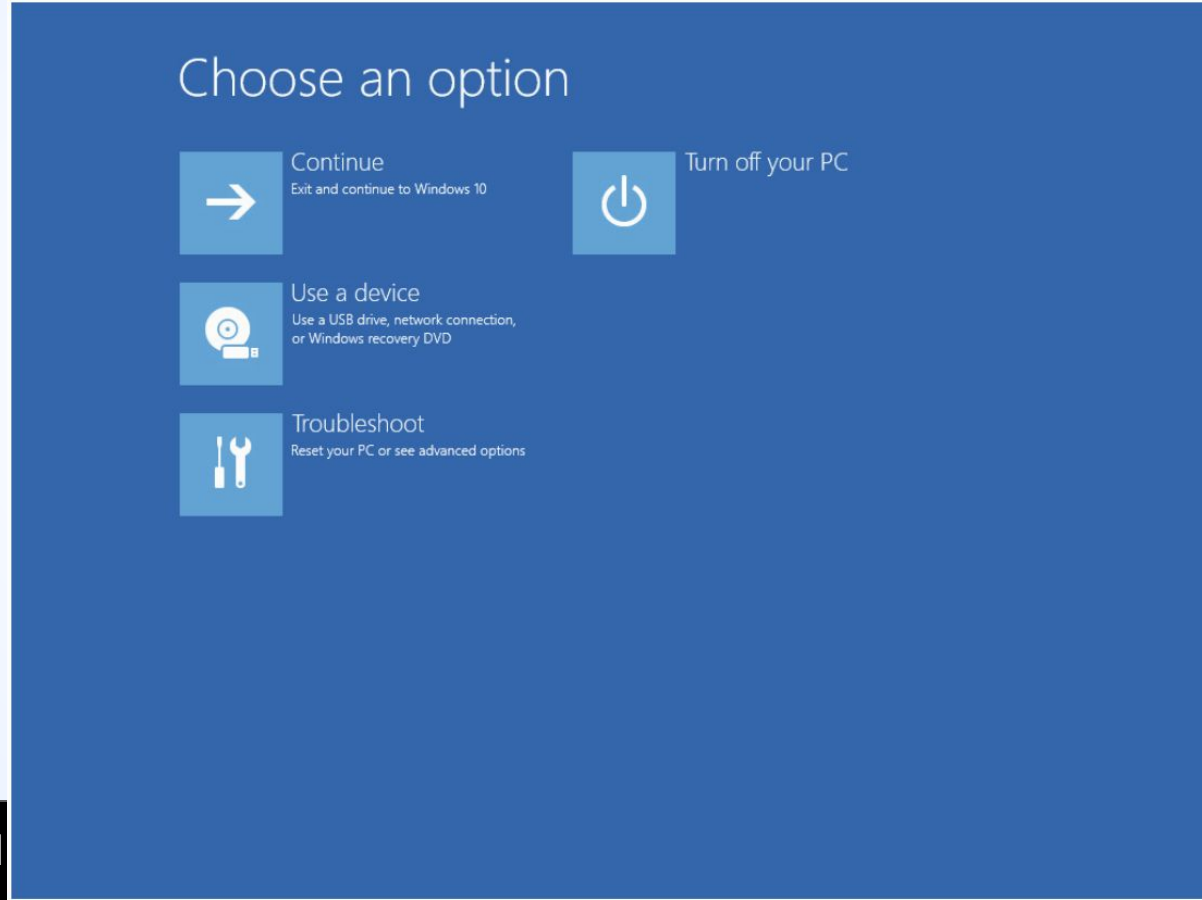 Choose an option
Continue
Exit and continue to Windows 10
Turn off your PC
Use a device
Use a USB drive, network connection,
or Windows recovery DVD
Troubleshoot
Reset your PC or see advanced options